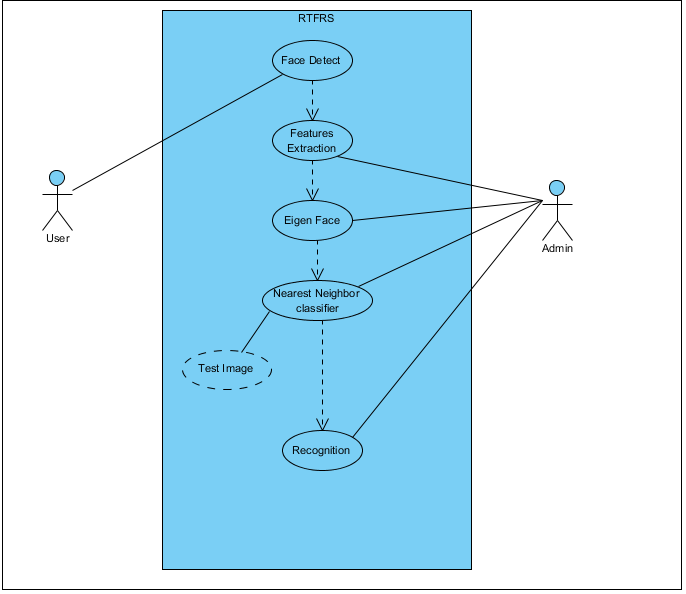 RTFRS
Face Detect
Features
Extraction
User
Admin
Eigen Face
Nearest Neighbor
classifier
Test Image
Recognition